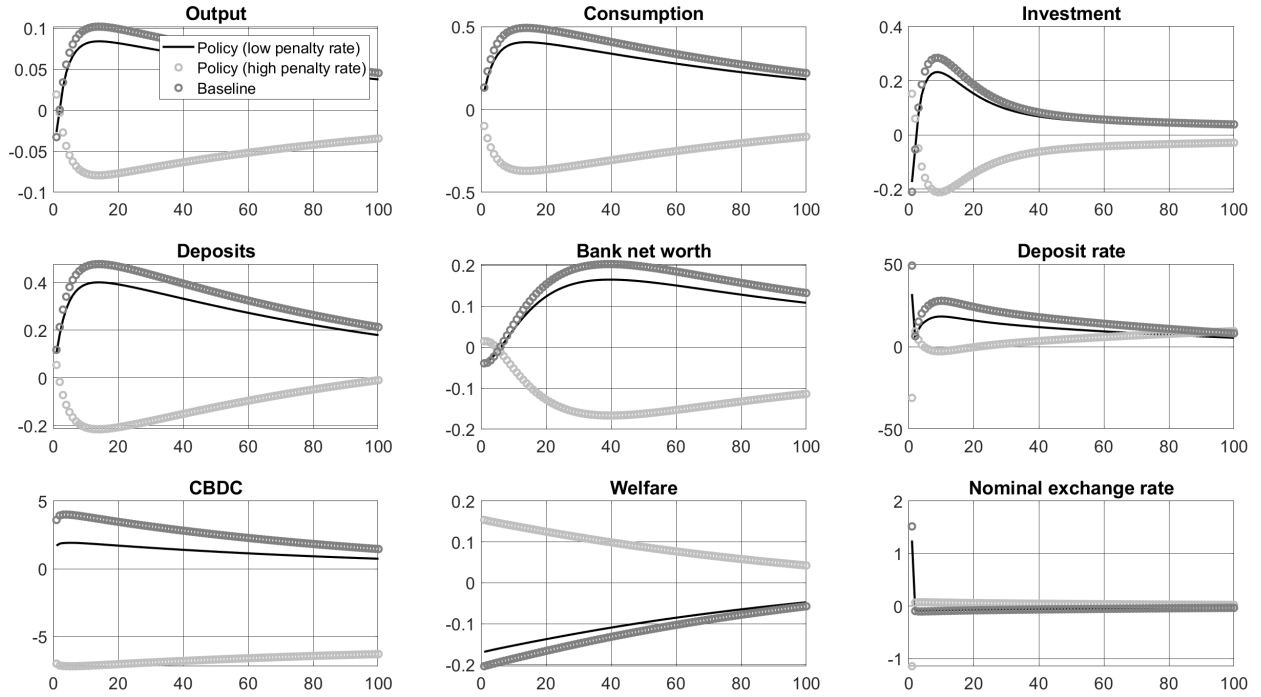 Output
0.1
0.05
0
-0.05
-0.1
0 20 40 60 80 100
Policy (low penalty rate)
Policy (high penalty rate)
Baseline
Consumption
0.5
0
-0.5
0 20 40 60 80 100
Investment
0.4
0.2
0
-0.2
0 20 40 60 80 100
Deposits
0.4
0.2
0
-0.2
0 20 40 60 80 100
Bank net worth
0.2
0.1
0
-0.1
-0.2
0 20 40 60 80 100
Deposit rate
50
0
-50
0 20 40 60 80 100
CBDC
5
0
-5
0 20 40 60 80 100
Welfare
0.2
0.1
0
-0.1
-0.2
0 20 40 60 80 100
Nominal exchange rate
2
1
0
-1
0 20 40 60 80 100